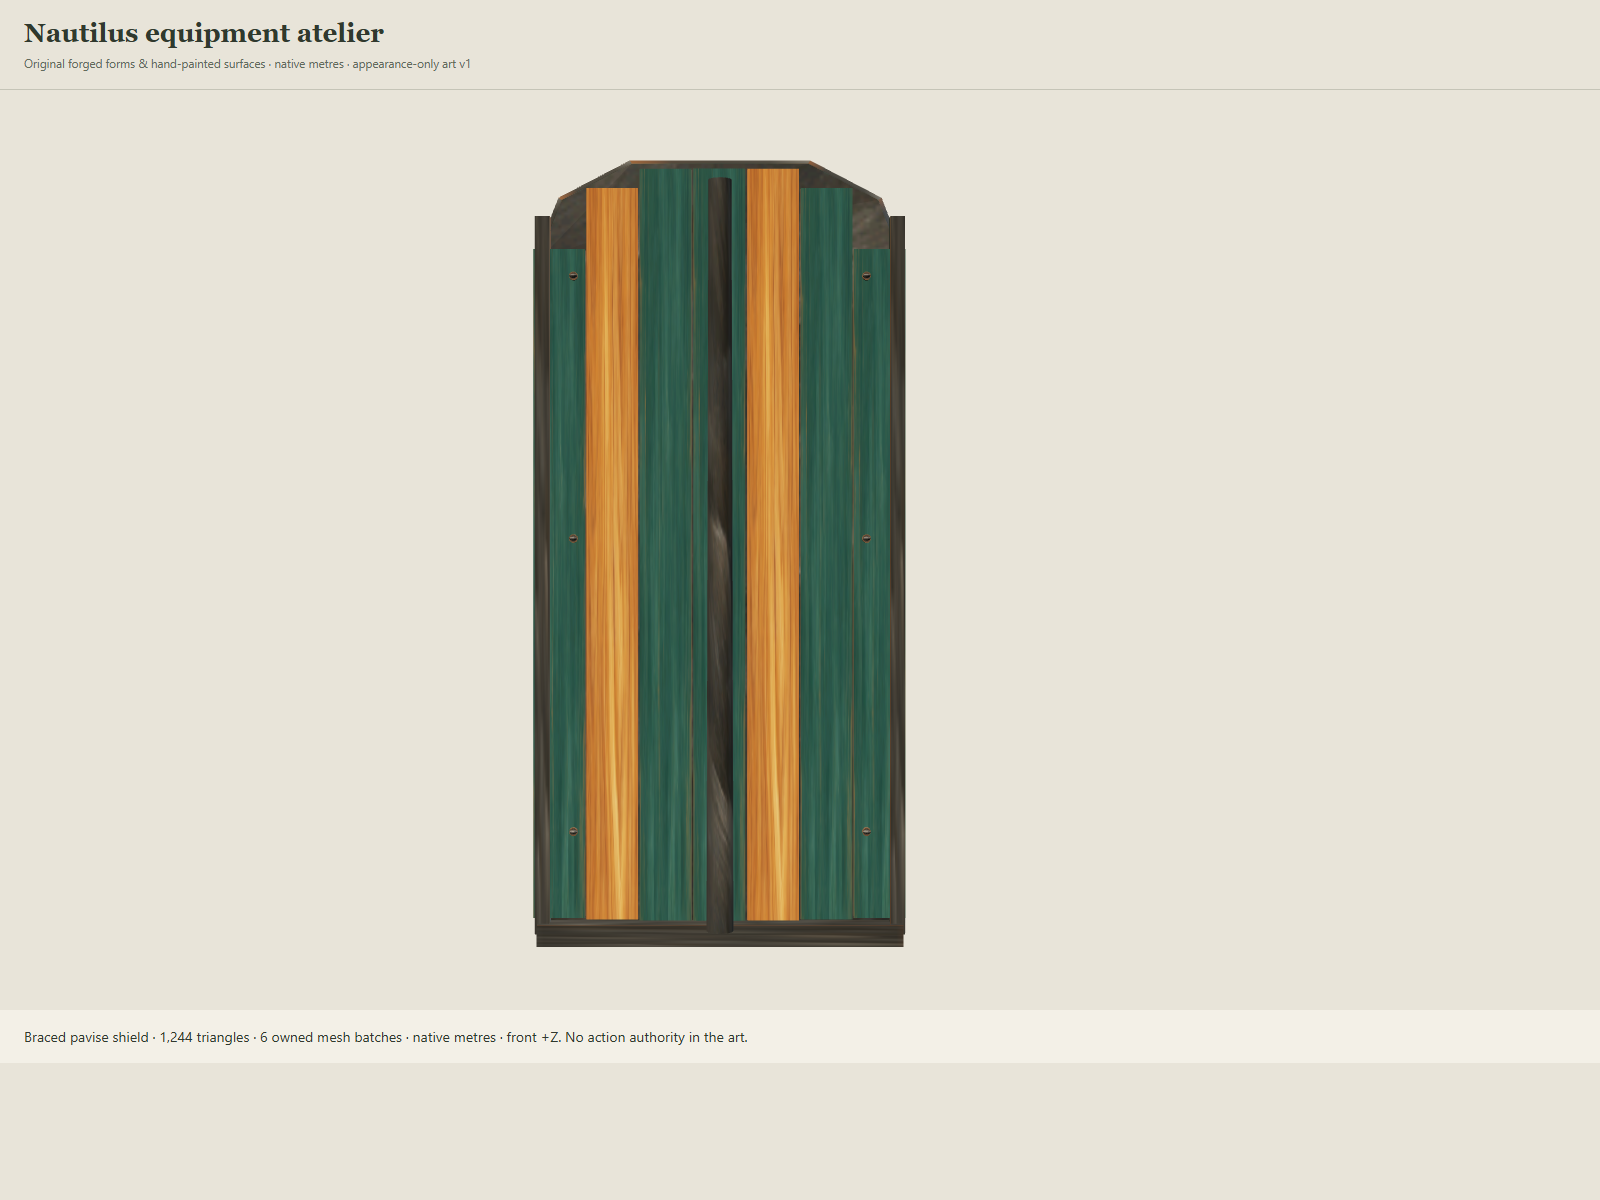 Nautilus equipment atelier
Original forged forms & hand-painted surfaces · native metres · appearance-only art v1
Braced pavise shield · 1,244 triangles · 6 owned mesh batches · native metres · front +Z. No action authority in the art.